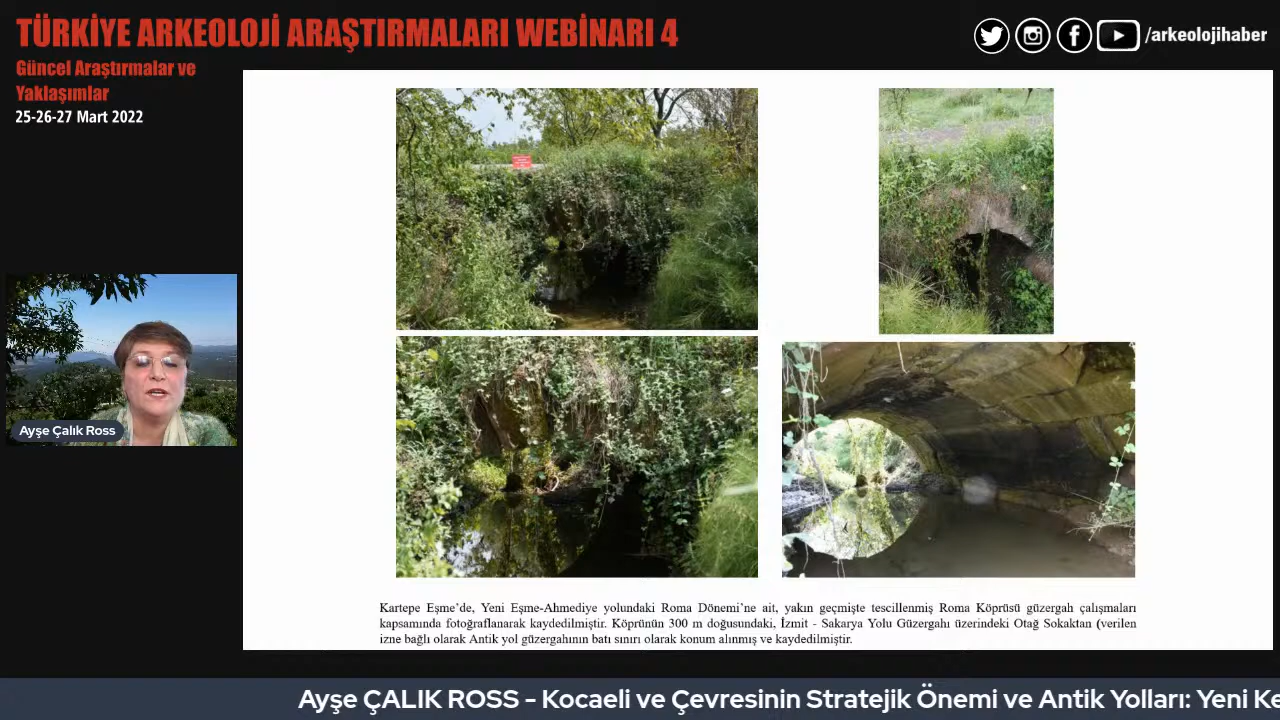 TÜRKİYE ARKEOLOJİ ARAŞTIRMALARI WEBİNARI 4
Güncel Araştırmalar ve
Yaklaşımlar
25-26-27 Mart 2022
/arkeolojihaber
Ayşe Çalık Ross
Kartepe Eşme’de, Yeni Eşme-Ahmediye yolundaki Roma Dönemi’ne ait, yakın geçmişte tescillenmiş Roma Köprüsü güzergah çalışmaları
kapsamında fotoğraflanarak kaydedilmiştir. Köprünün 300 m doğusundaki, İzmit - Sakarya Yolu Güzergahı üzerindeki Otağ Sokaktan (verilen
izne bağlı olarak Antik yol güzergahının batı sınırı olarak konum alınmış ve kaydedilmiştir.
Ayşe ÇALIK ROSS - Kocaeli ve Çevresinin Stratejik Önemi ve Antik Yolları: Yeni Ke